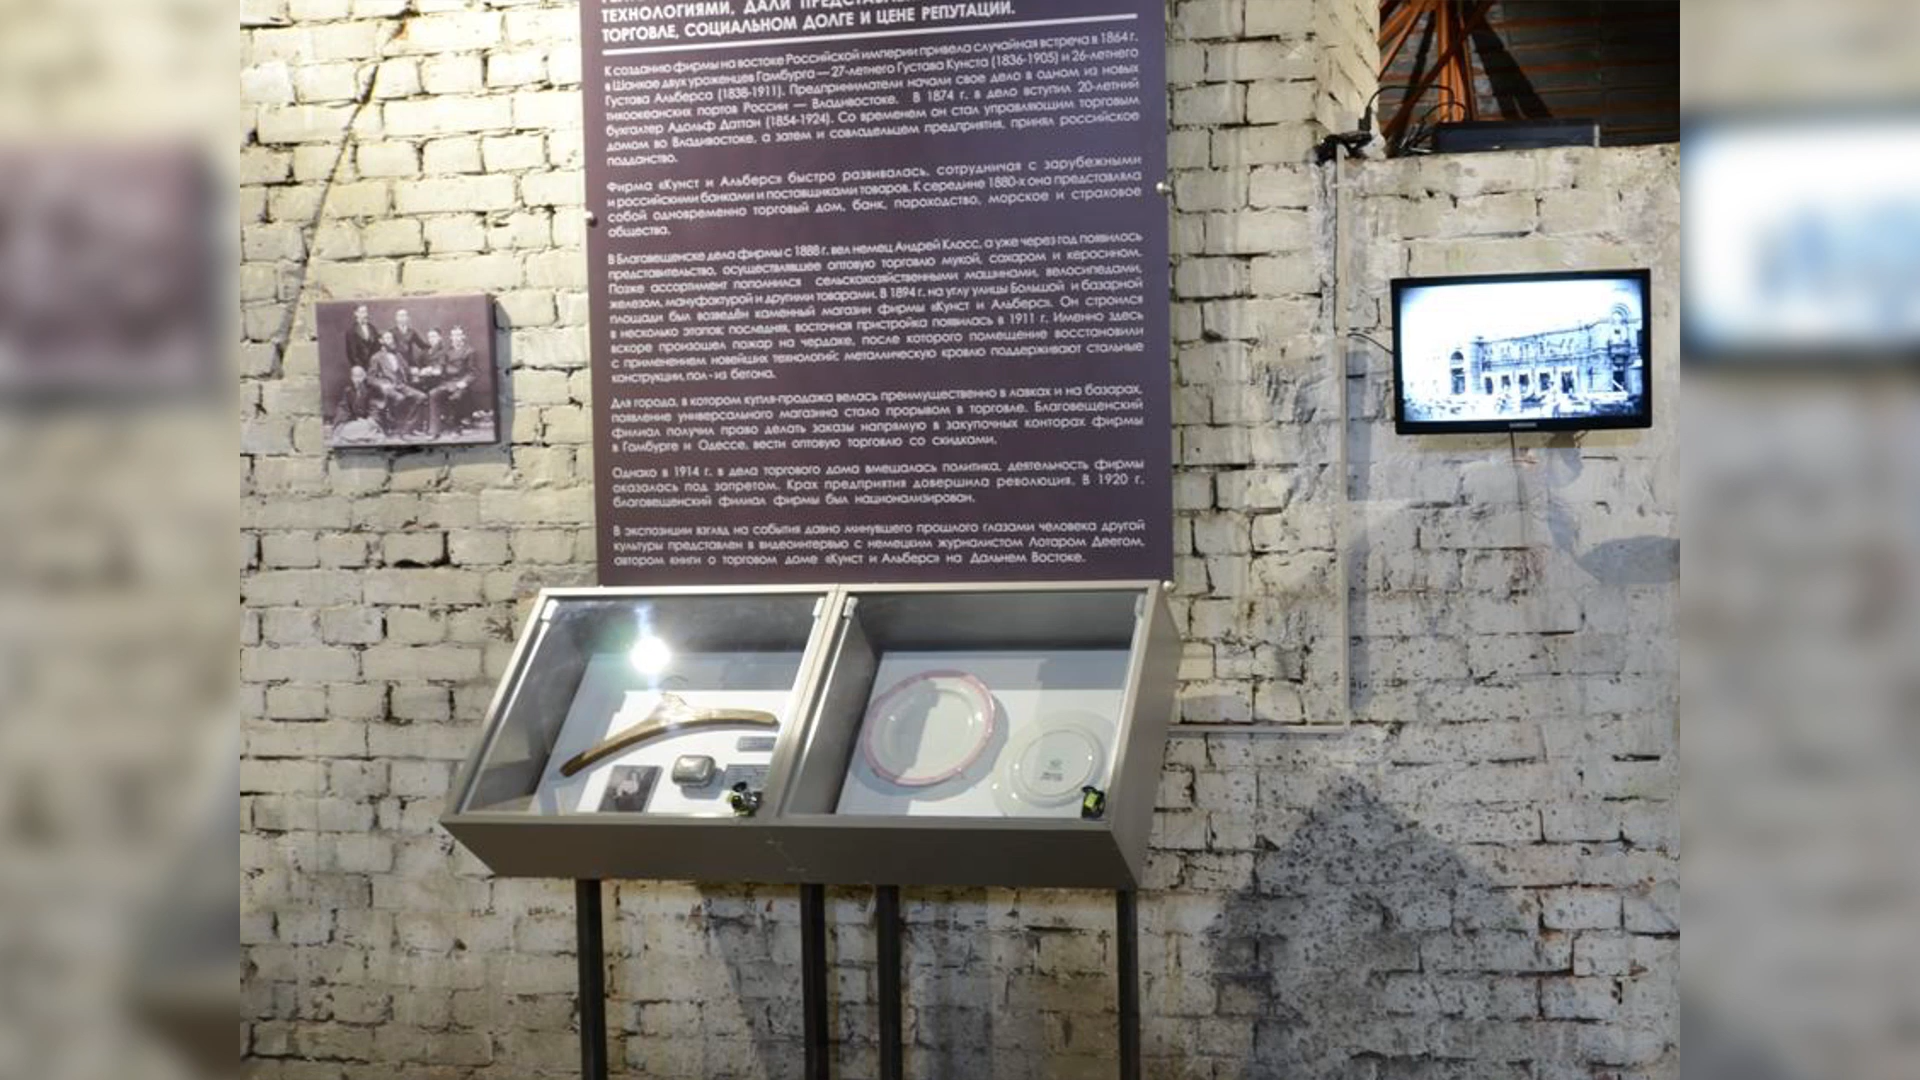 ТЕХНОЛОГИЯМИ, ДАЛИ
ТОРГОВЛЕ, СОЦИАЛЬНОМ ДОЛГЕ И ЦЕНЕ РЕПУТАЦИИ.
К созданию фирмы на востоке Российской империи привела случайная встреча в 1864 г.
в Шанхае двух уроженцев Гамбурга — 27-летнего Густава Кунста (1836-1905) и 26-летнего
Густава Альберса (1838-1911). Предприниматели начали свое дело в одном из новых
тихоокеанских портов России — Владивостоке. В 1874 г. в дело вступил 20-летний
бухгалтер Адольф Даттан (1854-1924). Со временем он стал управляющим торговым
домом во Владивостоке, а затем и совладельцем предприятия, принял российское
подданство.
Фирма «Кунст и Альберс» быстро развивалась, сотрудничая с зарубежными
и российскими банками и поставщиками товаров. К середине 1880-х она представляла
собой одновременно торговый дом, банк, пароходство, морское и страховое
общества.
В Благовещенске дела фирмы с 1888 г. вел немец Андрей Клосс, а уже через год появилось
представительство, осуществлявшее оптовую торговлю мукой, сахаром и керосином.
Позже ассортимент пополнился сельскохозяйственными машинами, велосипедами,
железом, мануфактурой и другими товарами. В 1894 г. на углу улицы Большой и базарной
площади был возведён каменный магазин фирмы «Кунст и Альберс». Он строился
в несколько этапов: последняя, восточная пристройка появилась в 1911 г. Именно здесь
вскоре произошел пожар на чердаке, после которого помещение восстановили
с применением новейших технологий: металлическую кровлю поддерживают стальные
конструкции, пол - из бетона.
Для города, в котором купля-продажа велась преимущественно в лавках и на базарах,
появление универсального магазина стало прорывом в торговле. Благовещенский
филиал получил право делать заказы напрямую в закупочных конторах фирмы
в Гамбурге и Одессе, вести оптовую торговлю со скидками.
Однако в 1914 г. в дела торгового дома вмешалась политика, деятельность фирмы
оказалась под запретом. Крах предприятия довершила революция. В 1920 г.
благовещенский филиал фирмы был национализирован.
В экспозиции взгляд на события давно минувшего прошлого глазами человека другой
культуры представлен в видеоинтервью с немецким журналистом Лотаром Деегом,
автором книги о торговом доме «Кунст и Альберс» на Дальнем Востоке.